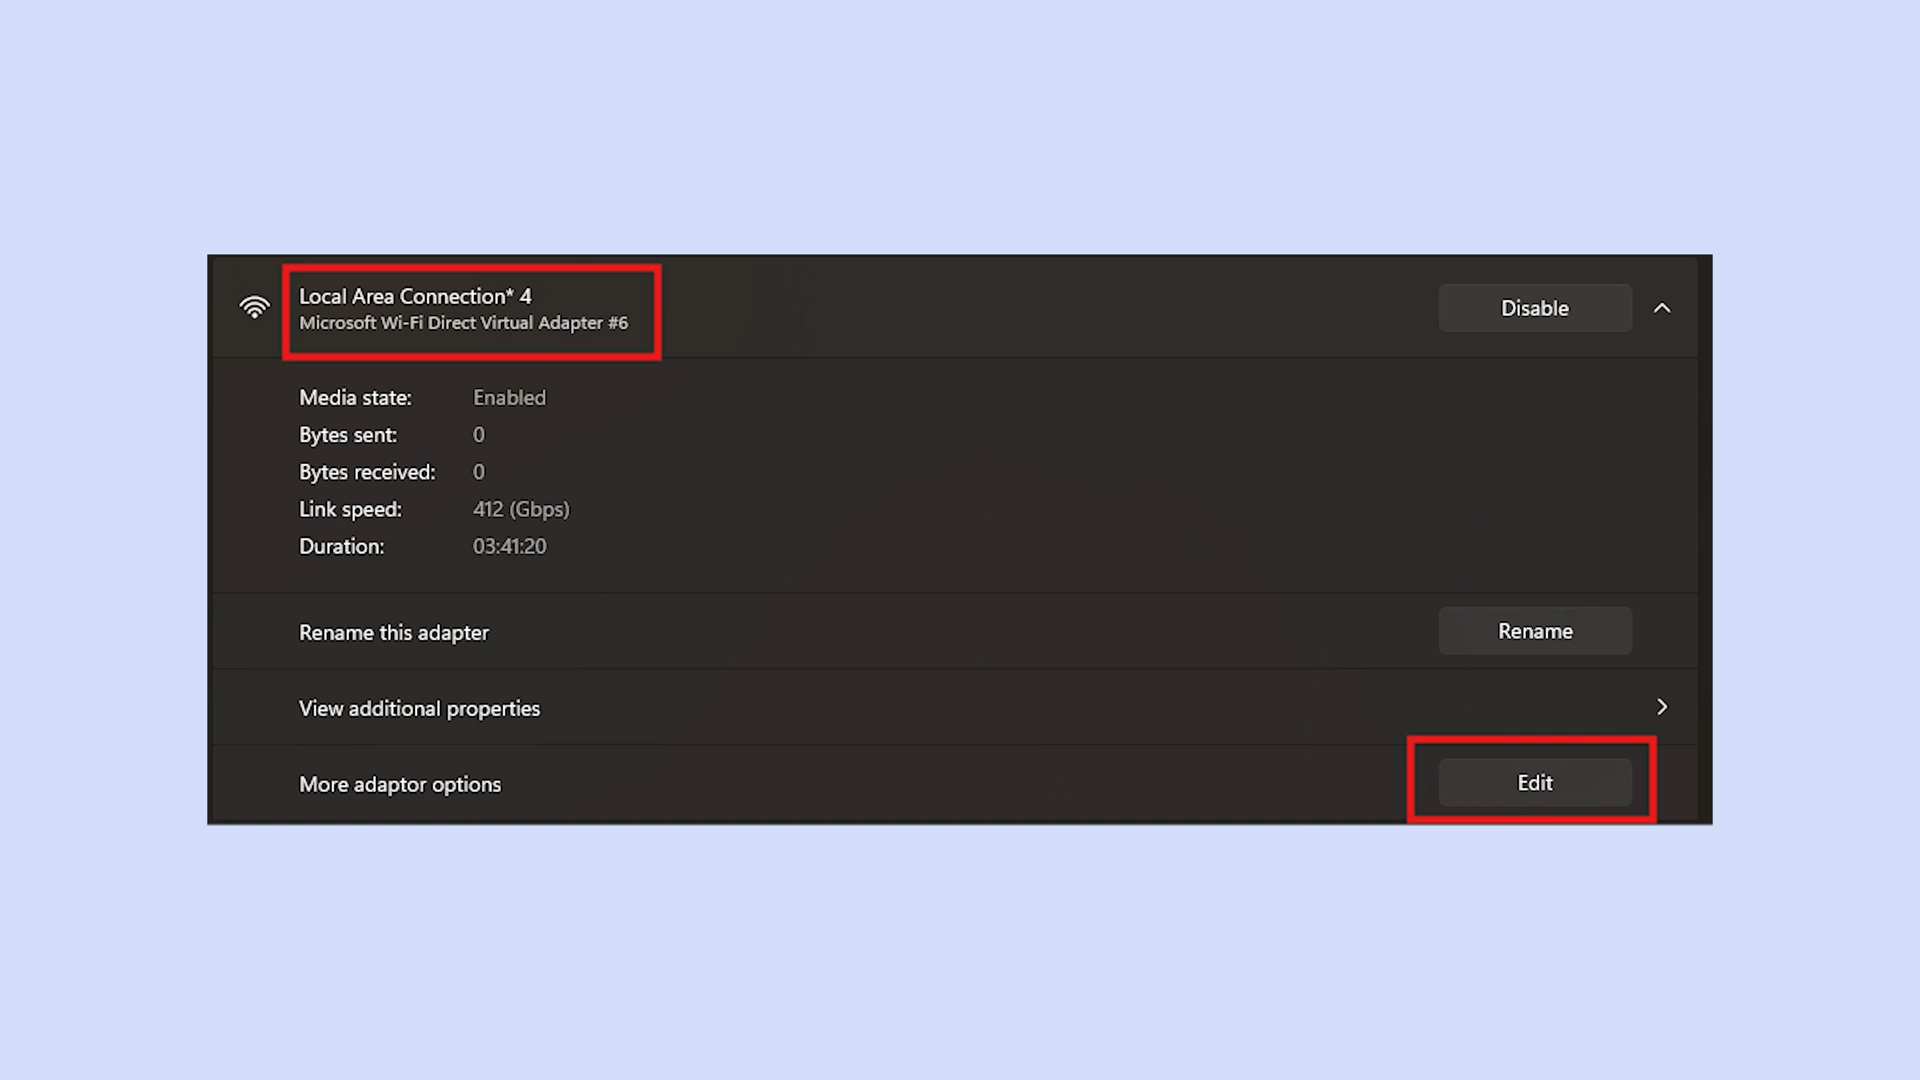 Local Area Connection* 4
Disable
Microsoft Wi-Fi Direct Virtual Adapter #6
Media state: Enabled
Bytes sent: 0
Bytes received: 0
Link speed: 412 (Gbps)
Duration: 03:41:20
Rename this adapter Rename
View additional properties
More adaptor options Edit